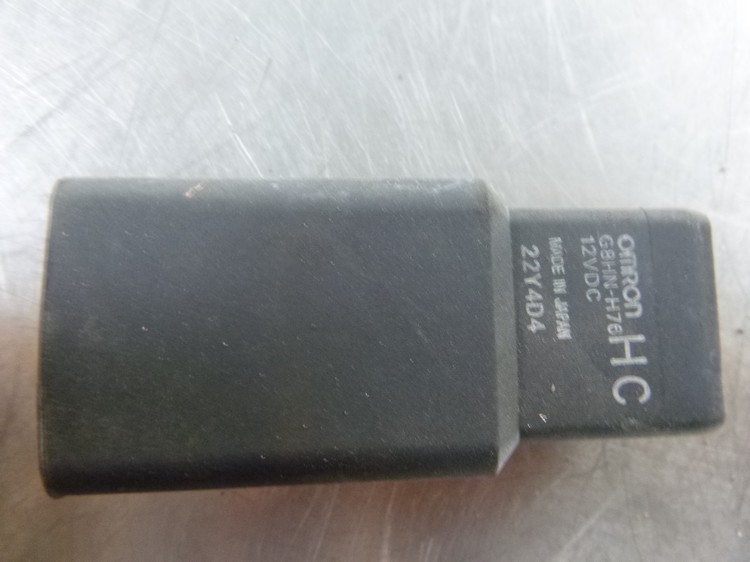 omron
G8HN-H76
12VDC
HC
MADE IN JAPAN
22Y4D4